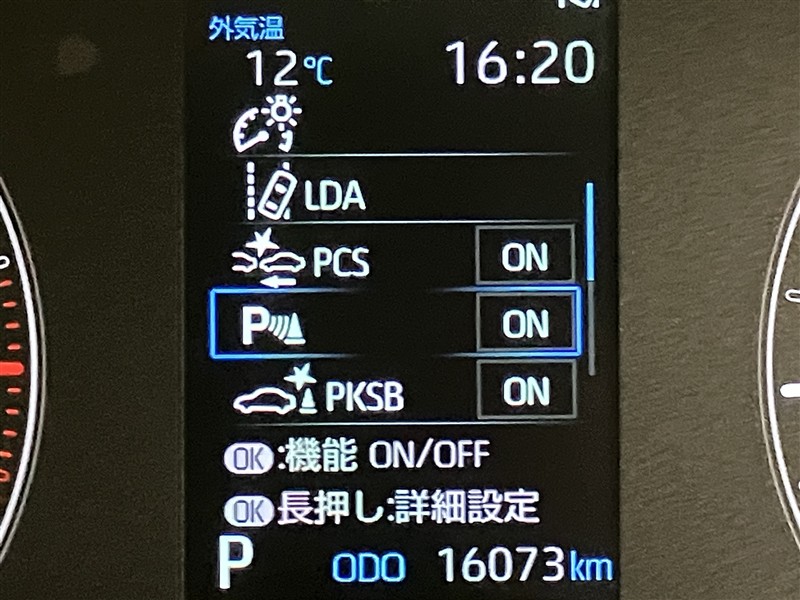 外気温
12℃ 16:20
LDA
PCS ON
P ON
PKSB ON
OK:機能 ON/OFF
OK長押し:詳細設定
P ODO 16073km